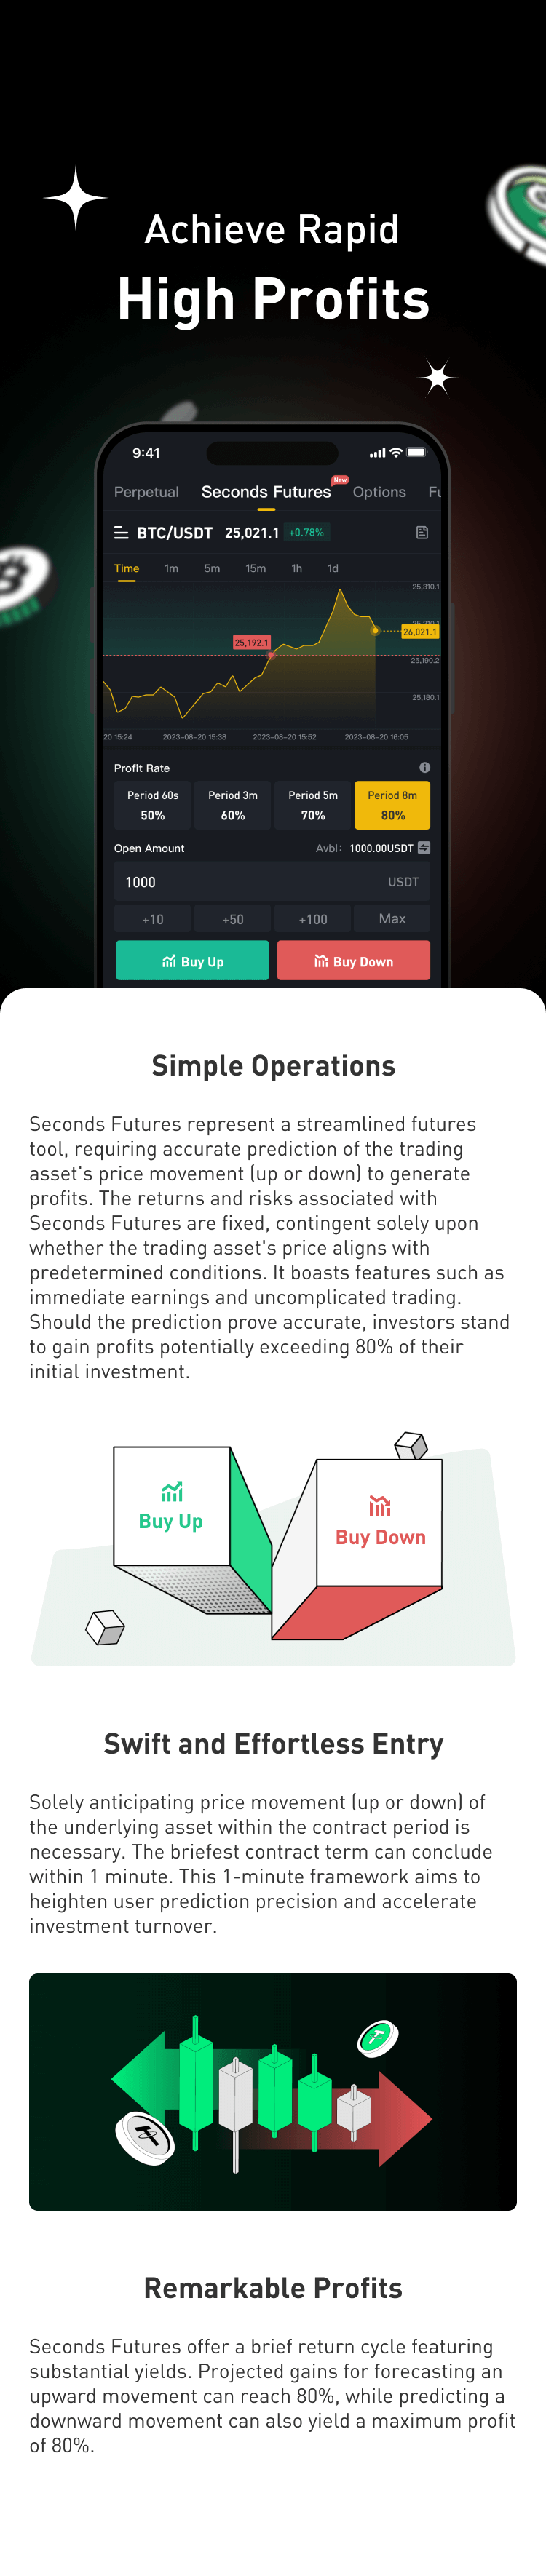 Achieve Rapid
High Profits
9:41
Perpetual Seconds Futures New Options Fu
BTC/USDT 25,021.1 +0.78%
Time 1m 5m 15m 1h 1d
25,310.1
25,192.1
26,021.1
25,190.2
25,180.1
20 15:24 2023-08-20 15:38 2023-08-20 15:52 2023-08-20 16:05
Profit Rate
Period 60s Period 3m Period 5m Period 8m
50% 60% 70% 80%
Open Amount Avbl: 1000.00USDT
1000 USDT
+10 +50 +100 Max
Buy Up Buy Down
Simple Operations
Seconds Futures represent a streamlined futures
tool, requiring accurate prediction of the trading
asset's price movement (up or down) to generate
profits. The returns and risks associated with
Seconds Futures are fixed, contingent solely upon
whether the trading asset's price aligns with
predetermined conditions. It boasts features such as
immediate earnings and uncomplicated trading.
Should the prediction prove accurate, investors stand
to gain profits potentially exceeding 80% of their
initial investment.
Buy Up
Buy Down
Swift and Effortless Entry
Solely anticipating price movement (up or down) of
the underlying asset within the contract period is
necessary. The briefest contract term can conclude
within 1 minute. This 1-minute framework aims to
heighten user prediction precision and accelerate
investment turnover.
Remarkable Profits
Seconds Futures offer a brief return cycle featuring
substantial yields. Projected gains for forecasting an
upward movement can reach 80%, while predicting a
downward movement can also yield a maximum profit
of 80%.